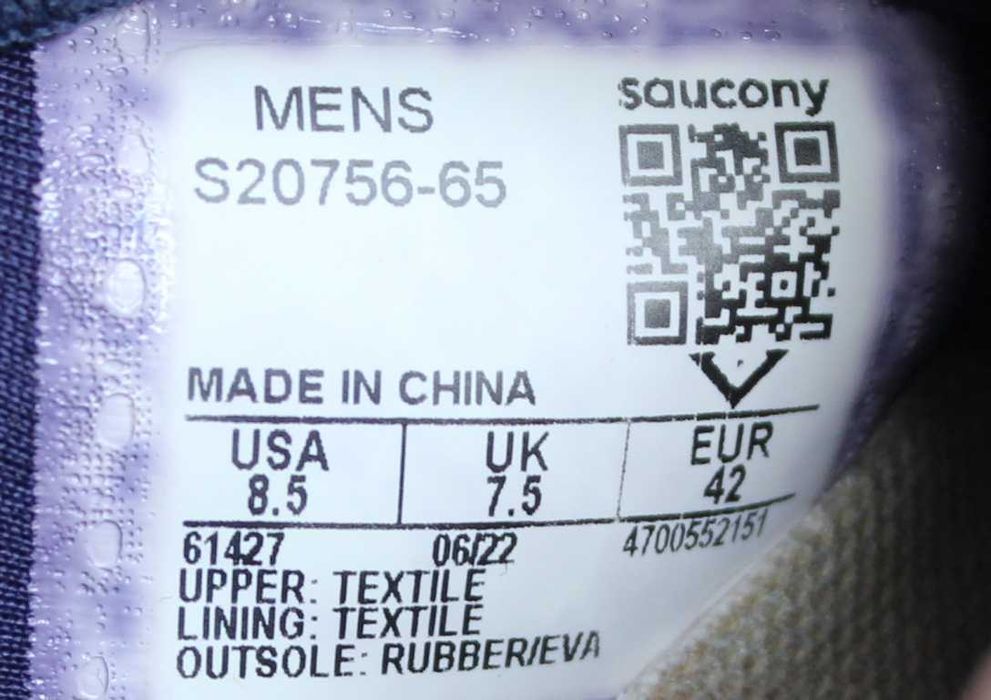 MENS
saucony
S20756-65
MADE IN CHINA
USA UK EUR
8.5 7.5 42
61427 06/22 4700552151
UPPER: TEXTILE
LINING: TEXTILE
OUTSOLE: RUBBER/EVA